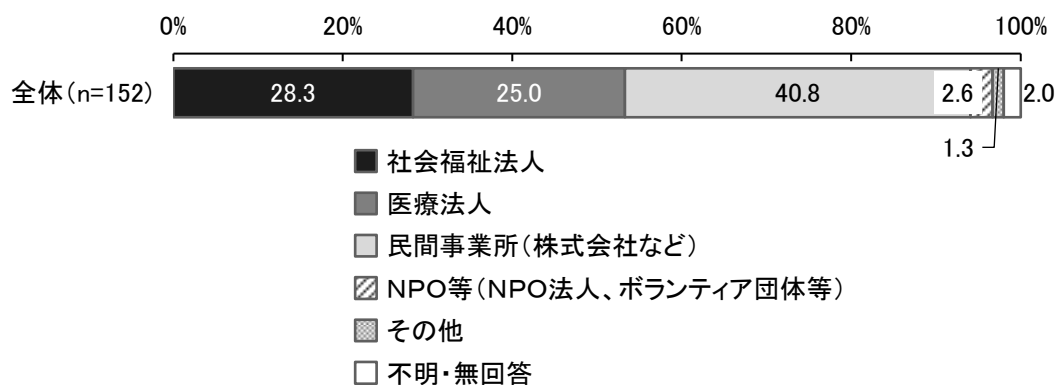 0% 20% 40% 60% 80% 100%
全体(n=152) 28.3 25.0 40.8 2.6 2.0
1.3
社会福祉法人
医療法人
民間事業所(株式会社など)
NPO等(NPO法人、ボランティア団体等)
その他
不明・無回答